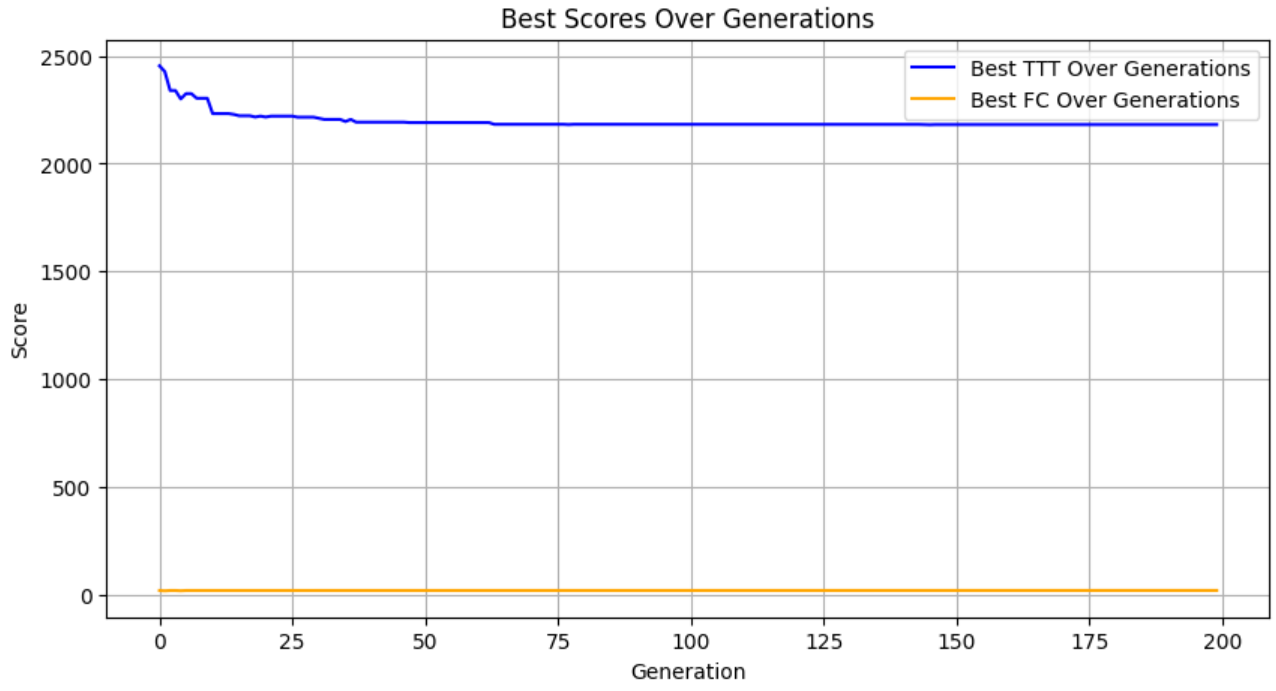 Best Scores Over Generations
2500
2000
1500
1000
500
0
Score
Best TTT Over Generations
Best FC Over Generations
0 25 50 75 100 125 150 175 200
Generation